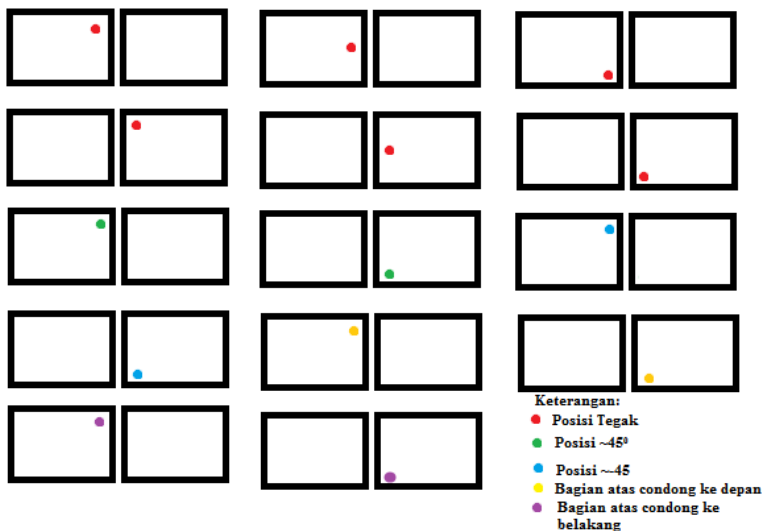 Keterangan:
Posisi Tegak
Posisi ~45⁰
Posisi ~-45
Bagian atas condong ke depan
Bagian atas condong ke
belakang